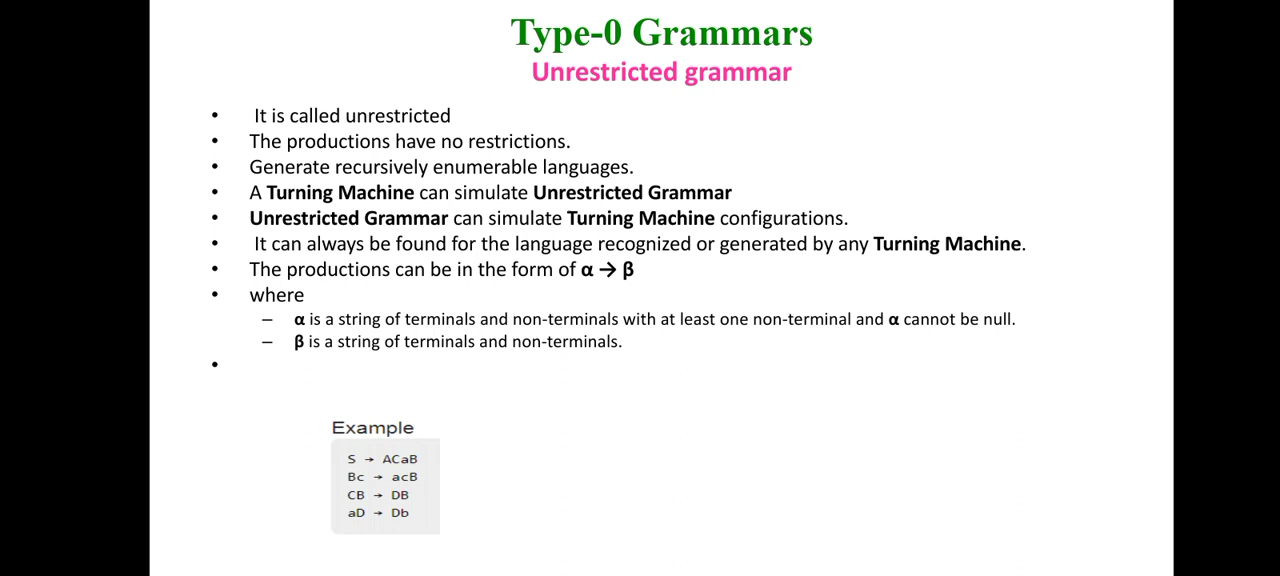 Type-0 Grammars
Unrestricted grammar
• It is called unrestricted
• The productions have no restrictions.
• Generate recursively enumerable languages.
• A Turning Machine can simulate Unrestricted Grammar
• Unrestricted Grammar can simulate Turning Machine configurations.
• It can always be found for the language recognized or generated by any Turning Machine.
• The productions can be in the form of α → β
• where
– α is a string of terminals and non-terminals with at least one non-terminal and α cannot be null.
– β is a string of terminals and non-terminals.
•
Example
S → ACaB
Bc → acB
CB → DB
aD → Db